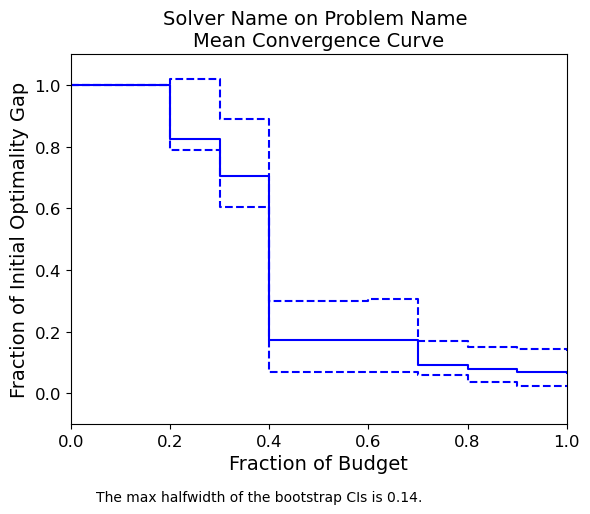 Solver Name on Problem Name
Mean Convergence Curve
Fraction of Initial Optimality Gap
1.0
0.8
0.6
0.4
0.2
0.0
0.0 0.2 0.4 0.6 0.8 1.0
Fraction of Budget
The max halfwidth of the bootstrap CIs is 0.14.